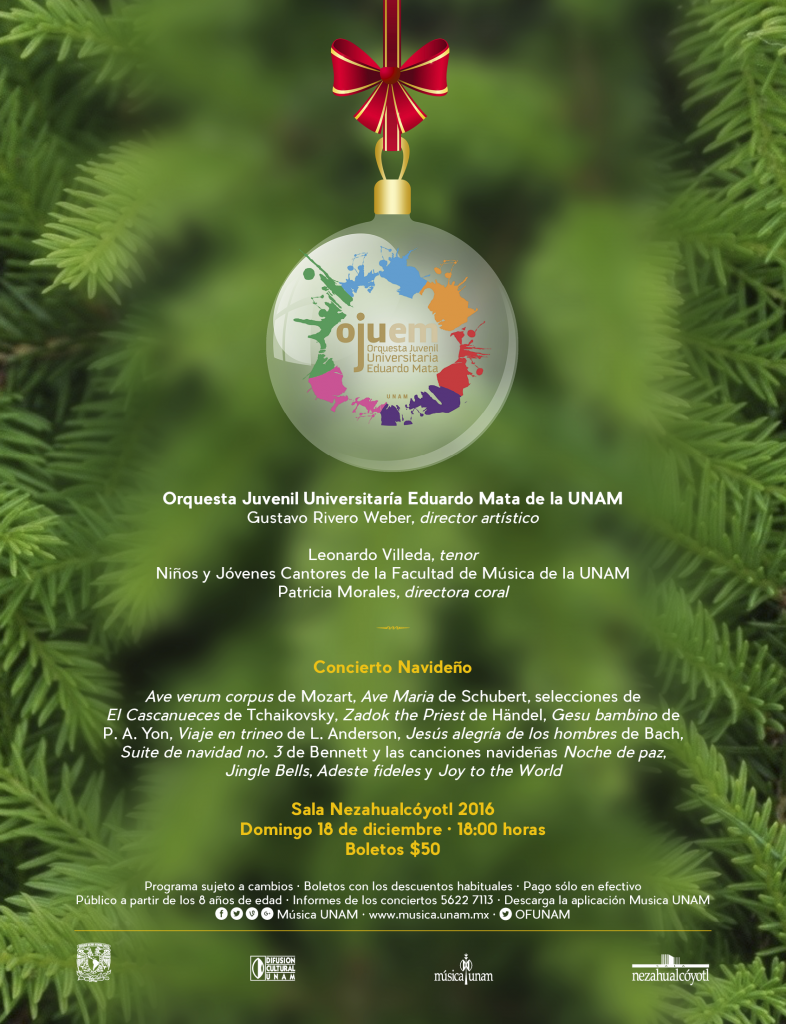 ojuem
Orquesta Juvenil
Universitaria
Eduardo Mata
UNAM
Orquesta Juvenil Universitaría Eduardo Mata de la UNAM
Gustavo Rivero Weber, director artístico
Leonardo Villeda, tenor
Niños y Jóvenes Cantores de la Facultad de Música de la UNAM
Patricia Morales, directora coral
Concierto Navideño
Ave verum corpus de Mozart, Ave Maria de Schubert, selecciones de
El Cascanueces de Tchaikovsky, Zadok the Priest de Händel, Gesu bambino de
P. A. Yon, Viaje en trineo de L. Anderson, Jesús alegría de los hombres de Bach,
Suite de navidad no. 3 de Bennett y las canciones navideñas Noche de paz,
Jingle Bells, Adeste fideles y Joy to the World
Sala Nezahualcóyotl 2016
Domingo 18 de diciembre · 18:00 horas
Boletos $50
Programa sujeto a cambios · Boletos con los descuentos habituales · Pago sólo en efectivo
Público a partir de los 8 años de edad · Informes de los conciertos 5622 7113 · Descarga la aplicación Musica UNAM
Música UNAM · www.musica.unam.mx · OFUNAM
DIFUSION
CULTURAL
UNAM
música unam
nezahualcóyotl